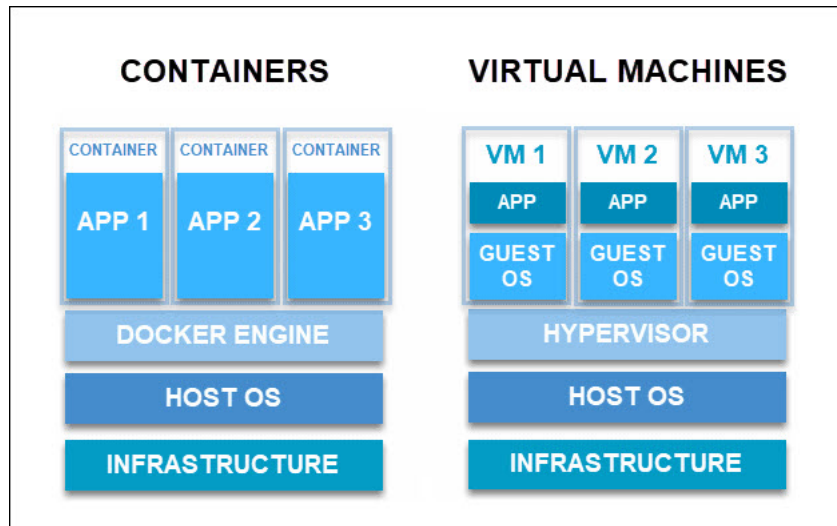 CONTAINERS
CONTAINER CONTAINER CONTAINER
APP 1 APP 2 APP 3
DOCKER ENGINE
HOST OS
INFRASTRUCTURE
VIRTUAL MACHINES
VM 1 VM 2 VM 3
APP APP APP
GUEST OS GUEST OS GUEST OS
HYPERVISOR
HOST OS
INFRASTRUCTURE